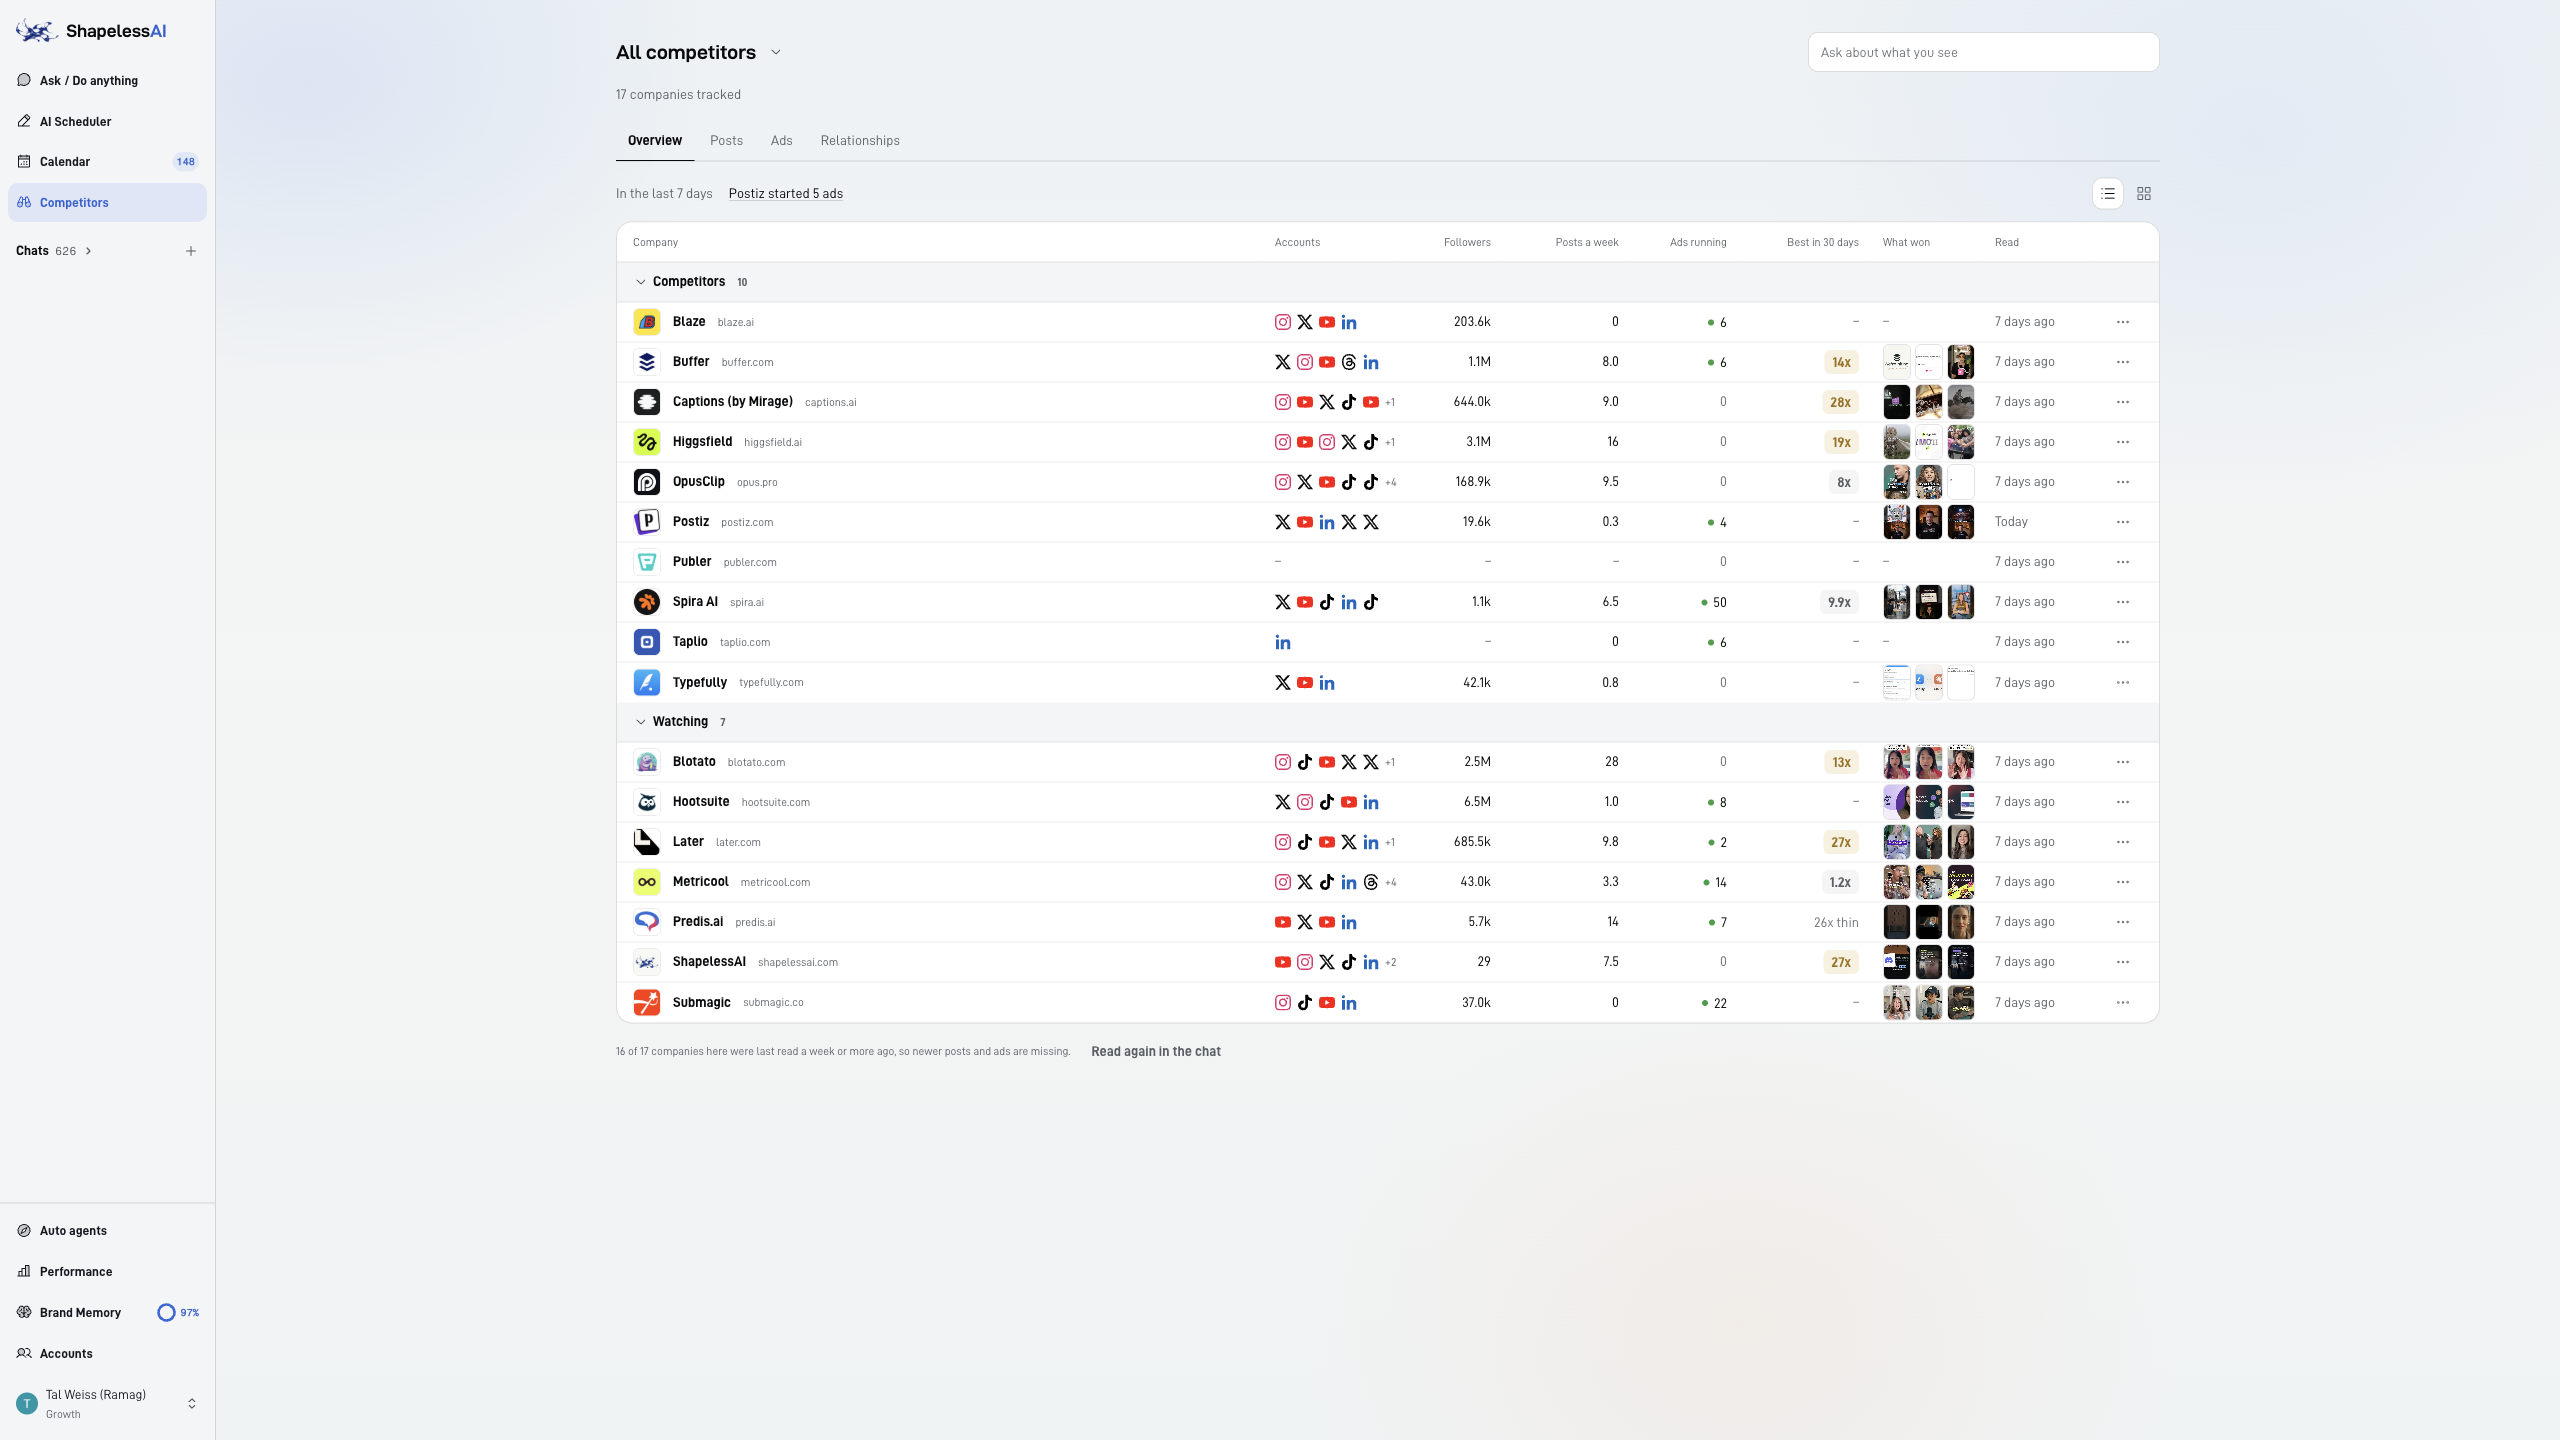 ShapelessAI
Ask / Do anything
AI Scheduler
Calendar 148
Competitors
Chats 626
Auto agents
Performance
Brand Memory 97%
Accounts
T Tal Weiss (Ramag)
Growth
All competitors
Ask about what you see
17 companies tracked
Overview Posts Ads Relationships
In the last 7 days Postiz started 5 ads
Company Accounts Followers Posts a week Ads running Best in 30 days What won Read
Competitors 10
Blaze blaze.ai 203.6k 0 6 – – 7 days ago
Buffer buffer.com 1.1M 8.0 6 14x 7 days ago
Captions (by Mirage) captions.ai +1 644.0k 9.0 0 28x 7 days ago
Higgsfield higgsfield.ai +1 3.1M 16 0 19x 7 days ago
OpusClip opus.pro +4 168.9k 9.5 0 8x 7 days ago
Postiz postiz.com 19.6k 0.3 4 – Today
Publer publer.com – – – 0 – – 7 days ago
Spira AI spira.ai 1.1k 6.5 50 9.9x 7 days ago
Taplio taplio.com – 0 6 – – 7 days ago
Typefully typefully.com 42.1k 0.8 0 – 7 days ago
Watching 7
Blotato blotato.com +1 2.5M 28 0 13x 7 days ago
Hootsuite hootsuite.com 6.5M 1.0 8 – 7 days ago
Later later.com +1 685.5k 9.8 2 27x 7 days ago
Metricool metricool.com +4 43.0k 3.3 14 1.2x 7 days ago
Predis.ai predis.ai 5.7k 14 7 26x thin 7 days ago
ShapelessAI shapelessai.com +2 29 7.5 0 27x 7 days ago
Submagic submagic.co 37.0k 0 22 – 7 days ago
16 of 17 companies here were last read a week or more ago, so newer posts and ads are missing. Read again in the chat